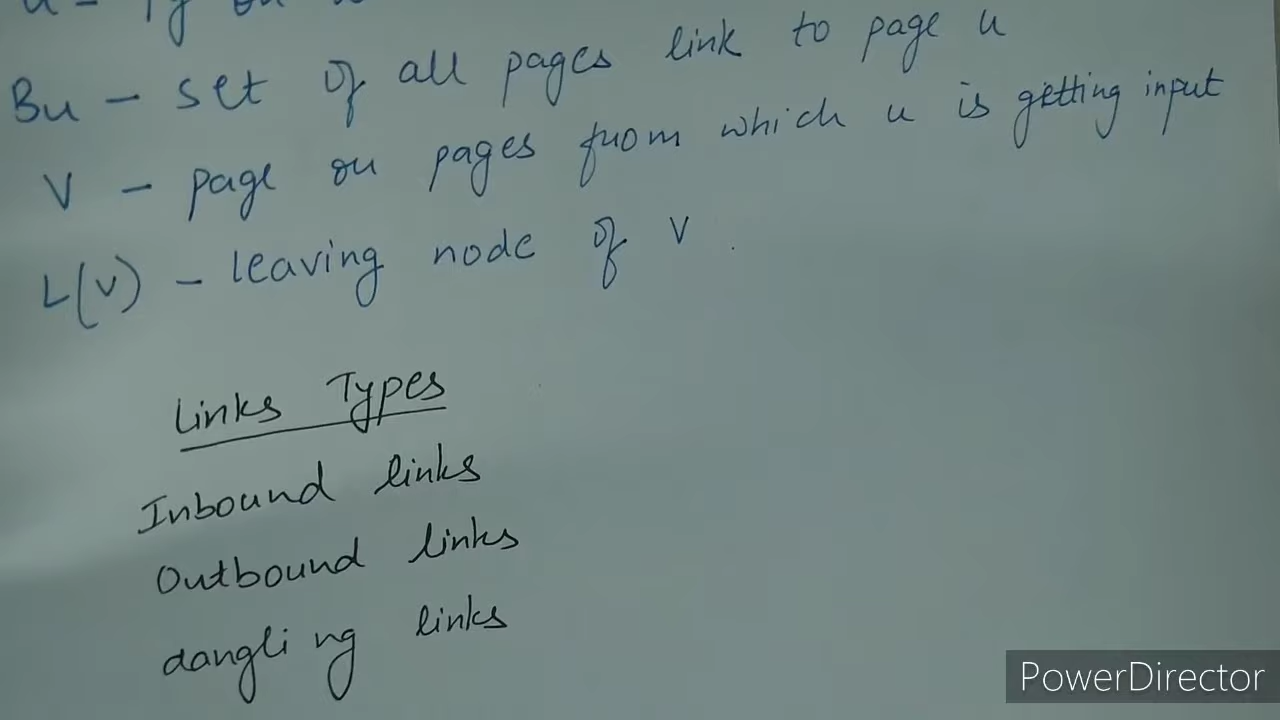 Bu - set of all pages link to page u
V - page or pages from which u is getting input
L(v) - leaving node of v.
Links Types
Inbound links
Outbound links
dangling links
PowerDirector